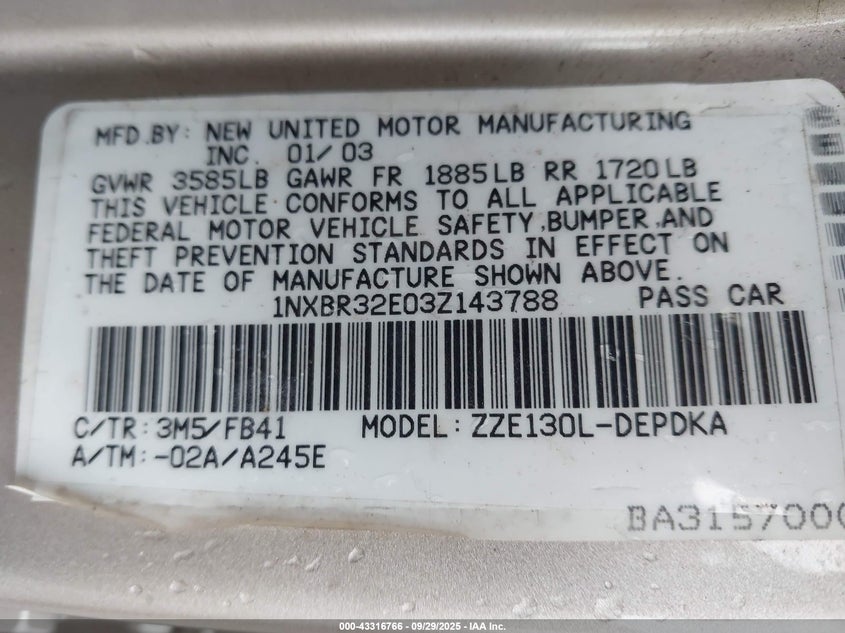 MFD.BY: NEW UNITED MOTOR MANUFACTURING
INC. 01/03
GVWR 3585LB GAWR FR 1885LB RR 1720LB
THIS VEHICLE CONFORMS TO ALL APPLICABLE
FEDERAL MOTOR VEHICLE SAFETY,BUMPER,AND
THEFT PREVENTION STANDARDS IN EFFECT ON
THE DATE OF MANUFACTURE SHOWN ABOVE.
1NXBR32E03Z143788 PASS CAR
C/TR:3M5/FB41 MODEL:ZZE130L-DEPDKA
A/TM:-02A/A245E
BA3157000
000-43316766 - 09/29/2025 - IAA Inc.